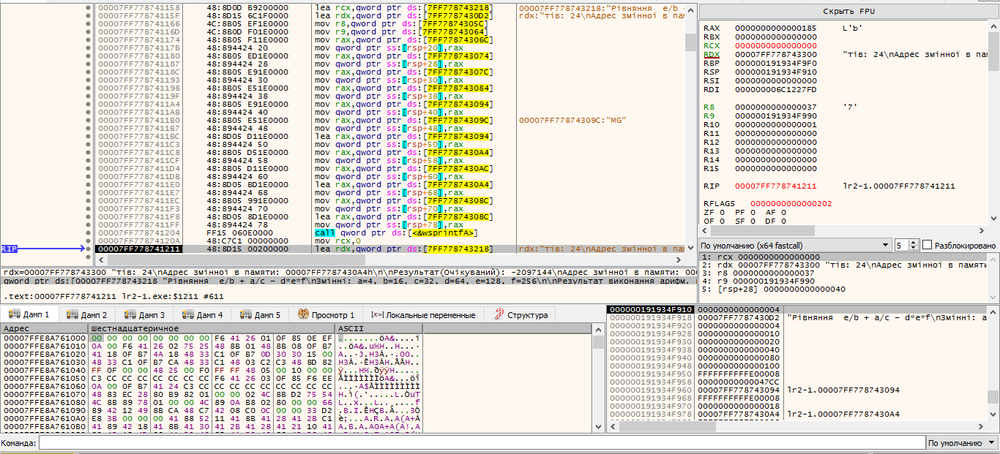 00007FF778741158 48:8D0D B9200000 lea rcx,qword ptr ds:[7FF778743218] 00007FF778743218:"Рівняння e/b
00007FF77874115F 48:8D15 6C1F0000 lea rdx,qword ptr ds:[7FF7787430D2] rdx:"тів: 24\nАдрес змінної в пам
00007FF778741166 4C:8B05 EF1E0000 mov r8,qword ptr ds:[7FF77874305C]
00007FF77874116D 4C:8B0D F01E0000 mov r9,qword ptr ds:[7FF778743064]
00007FF778741174 48:8B05 F11E0000 mov rax,qword ptr ds:[7FF77874306C]
00007FF77874117B 48:894424 20 mov qword ptr ss:[rsp+20],rax
00007FF778741180 48:8B05 ED1E0000 mov rax,qword ptr ds:[7FF778743074]
00007FF778741187 48:894424 28 mov qword ptr ss:[rsp+28],rax
00007FF77874118C 48:8B05 E91E0000 mov rax,qword ptr ds:[7FF77874307C]
00007FF778741193 48:894424 30 mov qword ptr ss:[rsp+30],rax
00007FF778741198 48:8B05 E51E0000 mov rax,qword ptr ds:[7FF778743084]
00007FF77874119F 48:894424 38 mov qword ptr ss:[rsp+38],rax
00007FF7787411A4 48:8B05 E91E0000 mov rax,qword ptr ds:[7FF778743094]
00007FF7787411AB 48:894424 40 mov qword ptr ss:[rsp+40],rax
00007FF7787411B0 48:8B05 E51E0000 mov rax,qword ptr ds:[7FF77874309C] 00007FF77874309C:"MG"
00007FF7787411B7 48:894424 48 mov qword ptr ss:[rsp+48],rax
00007FF7787411BC 48:8D05 D11E0000 lea rax,qword ptr ds:[7FF778743094]
00007FF7787411C3 48:894424 50 mov qword ptr ss:[rsp+50],rax
00007FF7787411C8 48:8B05 D51E0000 mov rax,qword ptr ds:[7FF7787430A4]
00007FF7787411CF 48:894424 58 mov qword ptr ss:[rsp+58],rax
00007FF7787411D4 48:8B05 D11E0000 mov rax,qword ptr ds:[7FF7787430AC]
00007FF7787411DB 48:894424 60 mov qword ptr ss:[rsp+60],rax
00007FF7787411E0 48:8D05 BD1E0000 lea rax,qword ptr ds:[7FF7787430A4]
00007FF7787411E7 48:894424 68 mov qword ptr ss:[rsp+68],rax
00007FF7787411EC 48:8B05 991E0000 mov rax,qword ptr ds:[7FF77874308C]
00007FF7787411F3 48:894424 70 mov qword ptr ss:[rsp+70],rax
00007FF7787411F8 48:8D05 8D1E0000 lea rax,qword ptr ds:[7FF77874308C]
00007FF7787411FF 48:894424 78 mov qword ptr ss:[rsp+78],rax
00007FF778741204 FF15 060E0000 call qword ptr ds:[<&wsprintfA>]
00007FF77874120A 48:C7C1 00000000 mov rcx,0
RIP 00007FF778741211 48:8D15 00200000 lea rdx,qword ptr ds:[7FF778743218] rdx:"тів: 24\nАдрес змінної в пам
Скрыть FPU
RAX 0000000000000185 L'ƅ'
RBX 0000000000000000
RCX 0000000000000000
RDX 00007FF778743300 "тів: 24\nАдрес змінної в пам
RBP 000000191934F9F0
RSP 000000191934F910
RSI 0000000000000000
RDI 000000006C1227FD
R8 0000000000000037 '7'
R9 000000191934F990
R10 0000000000000001
R11 0000000000000000
R12 0000000000000000
R13 0000000000000000
R14 0000000000000000
R15 0000000000000000
RIP 00007FF778741211 lr2-1.00007FF778741211
RFLAGS 0000000000000202
ZF 0 PF 0 AF 0
OF 0 SF 0 DF 0
По умолчанию (x64 fastcall) 5 Разблокировано
1: rcx 0000000000000000
2: rdx 00007FF778743300 "тів: 24\nАдрес змінної в памяти
3: r8 0000000000000037
4: r9 000000191934F990
5: [rsp+28] 0000000000000040
rdx=00007FF778743300 "тів: 24\nАдрес змінної в памяти: 00007FF7787430A4h\n\n\nРезультат(Очікуваний): -2097144\nАдрес змінної в памяти: 000
qword ptr ds:[00007FF778743218 "Рівняння e/b + a/c – d*e*f\nЗмінні: a=4, b=16, c=32, d=64, e=128, f=256\n\nРезультат виконання арифм.
.text:00007FF778741211 lr2-1.exe:$1211 #611
Дамп 1 Дамп 2 Дамп 3 Дамп 4 Дамп 5 Просмотр 1 [x=] Локальные переменные Структура
Адрес Шестнадцатеричное ASCII
00007FFE8A761000 00 00 00 00 00 00 00 00 F6 41 26 01 0F 85 0E EF
00007FFE8A761010 0A 00 F6 41 26 02 75 25 48 8B 01 48 8B 08 0F B7
00007FFE8A761020 41 18 0F B7 4A 18 48 33 C1 0F B7 0D 30 30 15 00
00007FFE8A761030 48 33 C1 0F B7 CA 48 33 C1 48 03 C2 C3 48 8D 82
00007FFE8A761040 FF 0F 00 00 48 25 00 F0 FF FF 48 05 00 10 00 00
00007FFE8A761050 C3 CC CC CC CC CC CC CC F6 41 26 03 0F 85 F6 EE
00007FFE8A761060 0A 00 0F B7 41 24 C3 CC CC CC CC CC CC CC CC CC
00007FFE8A761070 48 83 EC 28 80 B9 82 01 00 00 02 4C 8B D2 75 54
00007FFE8A761080 4C 8B 89 78 01 00 00 4C 89 0A B8 02 80 00 00 66
00007FFE8A761090 89 42 12 49 8B CA 48 C7 42 08 C0 0C 00 00 33 D2
00007FFE8A7610A0 E8 3B 00 00 00 41 88 52 11 41 8B 41 28 41 2B C1
00007FFE8A7610B0 41 89 42 18 41 8B 41 30 41 2B 41 28 41 21 10 41
000000191934F910 0000000000000004
000000191934F918 00007FF7787430D2 "Рівняння e/b + a/c – d*e*f\nЗмінні: a
000000191934F920 0000000000000004
000000191934F928 0000000000000010
000000191934F930 0000000000000020
000000191934F938 0000000000000040
000000191934F940 0000000000000080
000000191934F948 0000000000000100
000000191934F950 FFFFFFFFFFE00008
000000191934F958 00000000000047CC
000000191934F960 00007FF778743094 lr2-1.00007FF778743094
000000191934F968 FFFFFFFFFFE00008
000000191934F970 0000000000000018
000000191934F978 00007FF7787430A4 lr2-1.00007FF7787430A4
Команда: По умолчанию